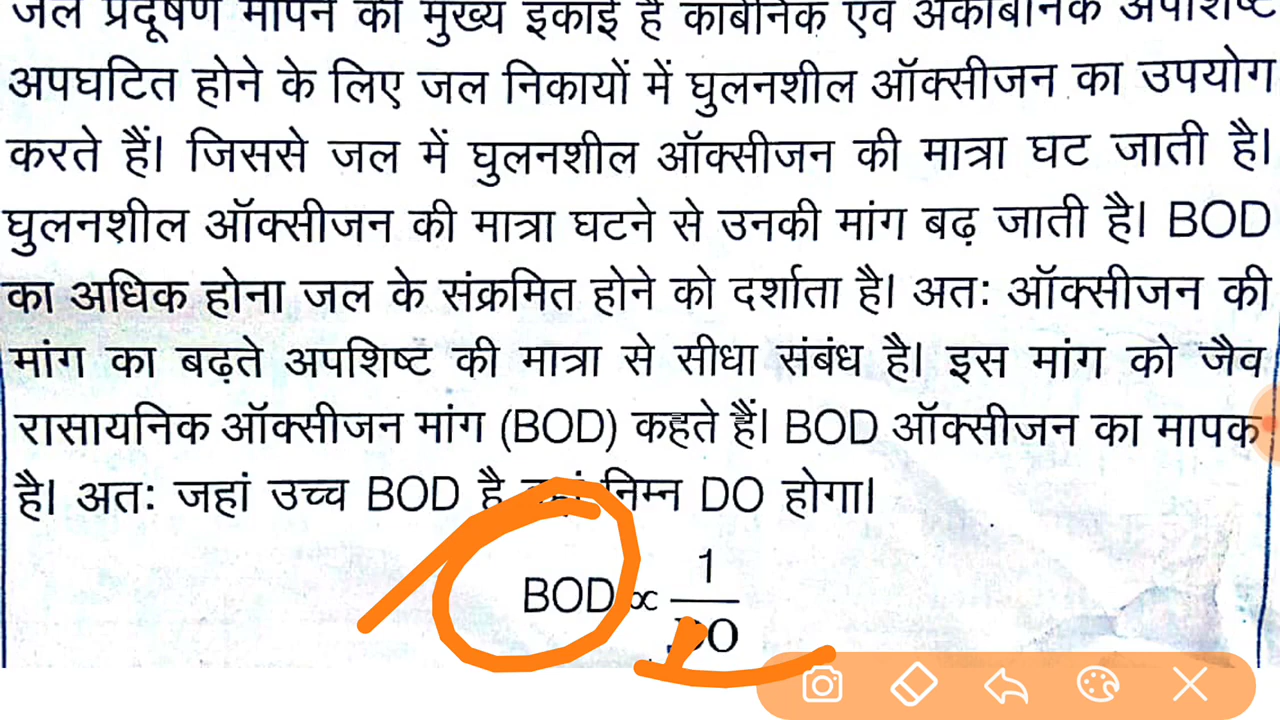 जल प्रदूषण मापन की मुख्य इकाई है कार्बनिक एवं अकार्बनिक अपशिष्ट
अपघटित होने के लिए जल निकायों में घुलनशील ऑक्सीजन का उपयोग
करते हैं। जिससे जल में घुलनशील ऑक्सीजन की मात्रा घट जाती है।
घुलनशील ऑक्सीजन की मात्रा घटने से उनकी मांग बढ़ जाती है। BOD
का अधिक होना जल के संक्रमित होने को दर्शाता है। अतः ऑक्सीजन की
मांग का बढ़ते अपशिष्ट की मात्रा से सीधा संबंध है। इस मांग को जैव
रासायनिक ऑक्सीजन मांग (BOD) कहते हैं। BOD ऑक्सीजन का मापक
है। अतः जहां उच्च BOD है वहां निम्न DO होगा।
BOD ∝ 1/DO